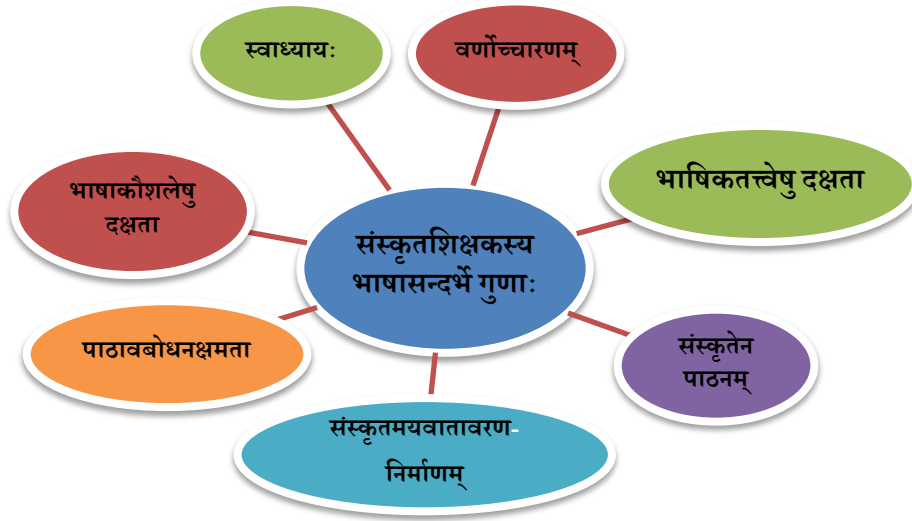 स्वाध्यायः
वर्णोच्चारणम्
भाषिकतत्त्वेषु दक्षता
भाषाकौशलेषु
दक्षता
संस्कृतशिक्षकस्य
भाषासन्दर्भे गुणाः
पाठावबोधनक्षमता
संस्कृतेन
पाठनम्
संस्कृतमयवातावरण-
निर्माणम्